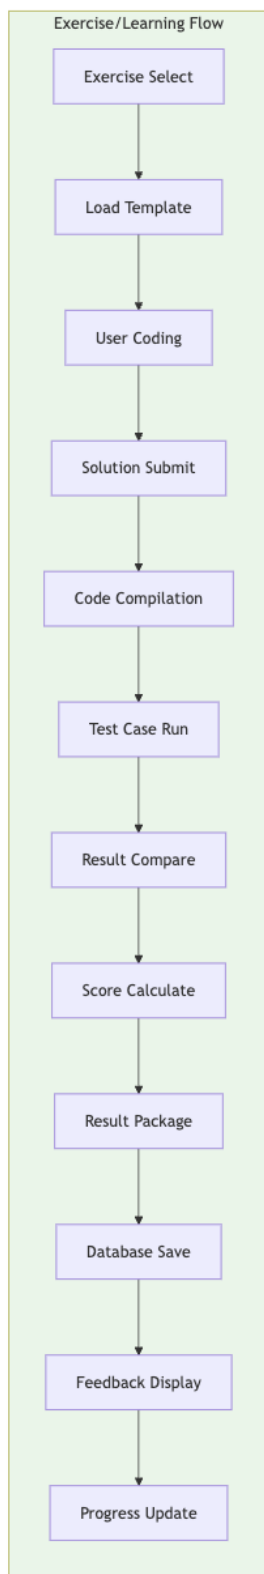 Exercise/Learning Flow
Exercise Select
Load Template
User Coding
Solution Submit
Code Compilation
Test Case Run
Result Compare
Score Calculate
Result Package
Database Save
Feedback Display
Progress Update